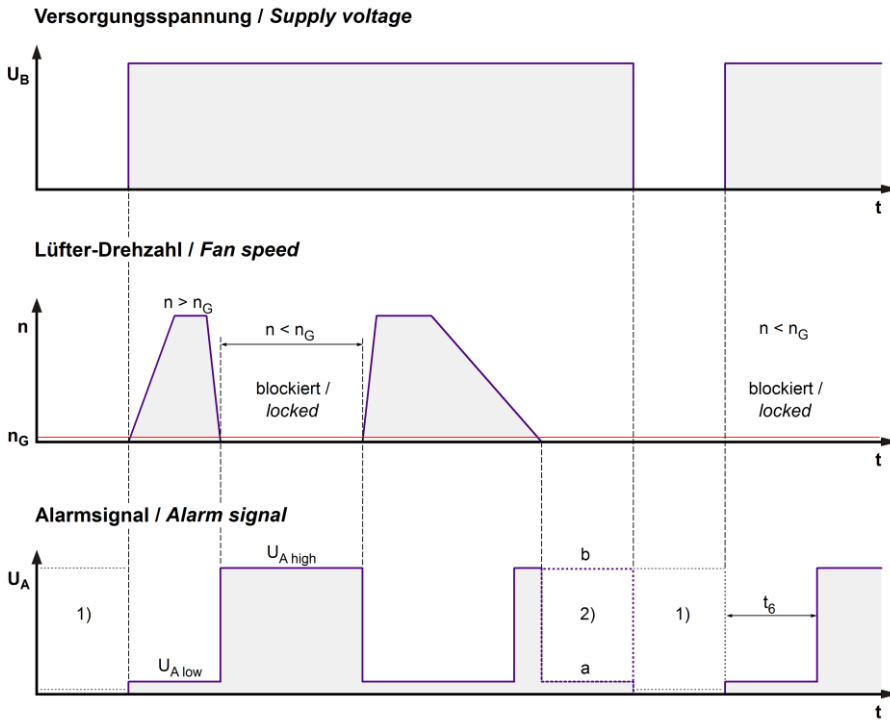 Versorgungsspannung / Supply voltage
U_B
t
Lüfter-Drehzahl / Fan speed
n > n_G
n
n < n_G
n < n_G
blockiert /
locked
blockiert /
locked
n_G
t
Alarmsignal / Alarm signal
U_A high
b
U_A
1)
2)
1)
t_6
U_A low
a
t